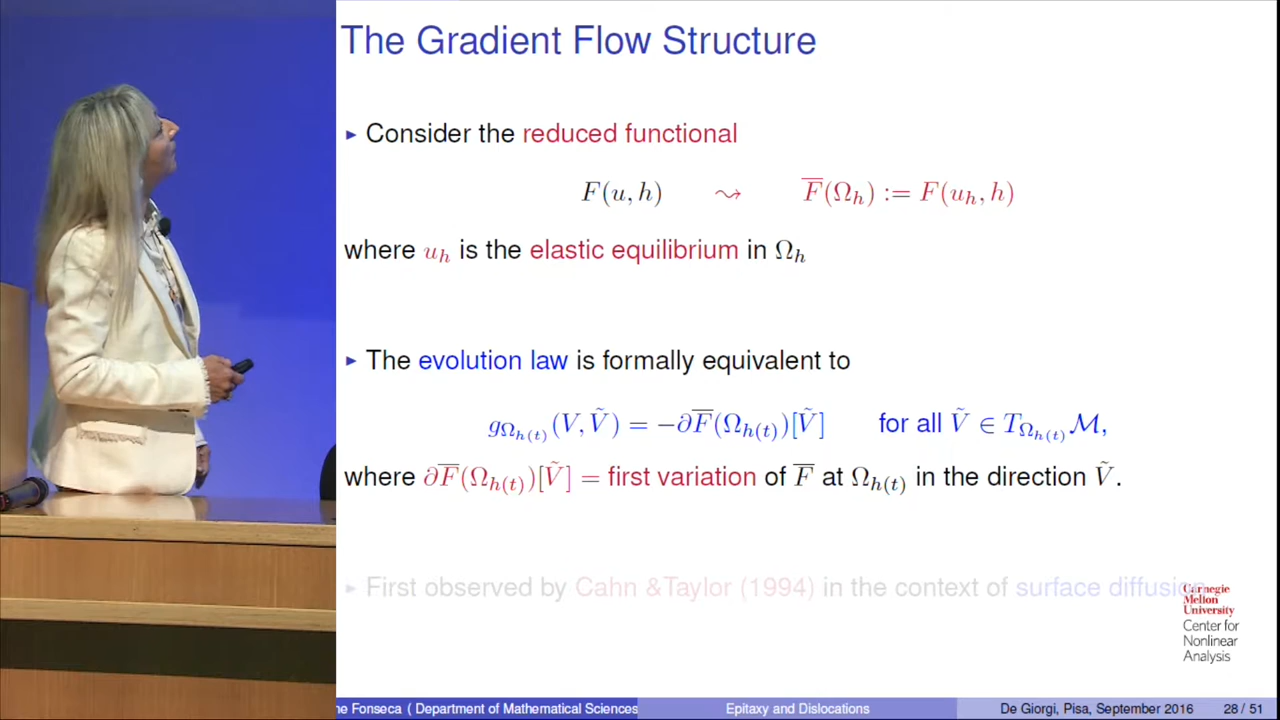 The Gradient Flow Structure
▸ Consider the reduced functional
F(u, h) ⇝ F̅(Ω_h) := F(u_h, h)
where u_h is the elastic equilibrium in Ω_h
▸ The evolution law is formally equivalent to
g_{Ω_{h(t)}}(V, Ṽ) = −∂F̅(Ω_{h(t)})[Ṽ] for all Ṽ ∈ T_{Ω_{h(t)}}ℳ,
where ∂F̅(Ω_{h(t)})[Ṽ] = first variation of F̅ at Ω_{h(t)} in the direction Ṽ.
▸ First observed by Cahn &Taylor (1994) in the context of surface diffusion
Carnegie
Mellon
University
Center for
Nonlinear
Analysis
ne Fonseca ( Department of Mathematical Sciences Epitaxy and Dislocations De Giorgi, Pisa, September 2016 28 / 51